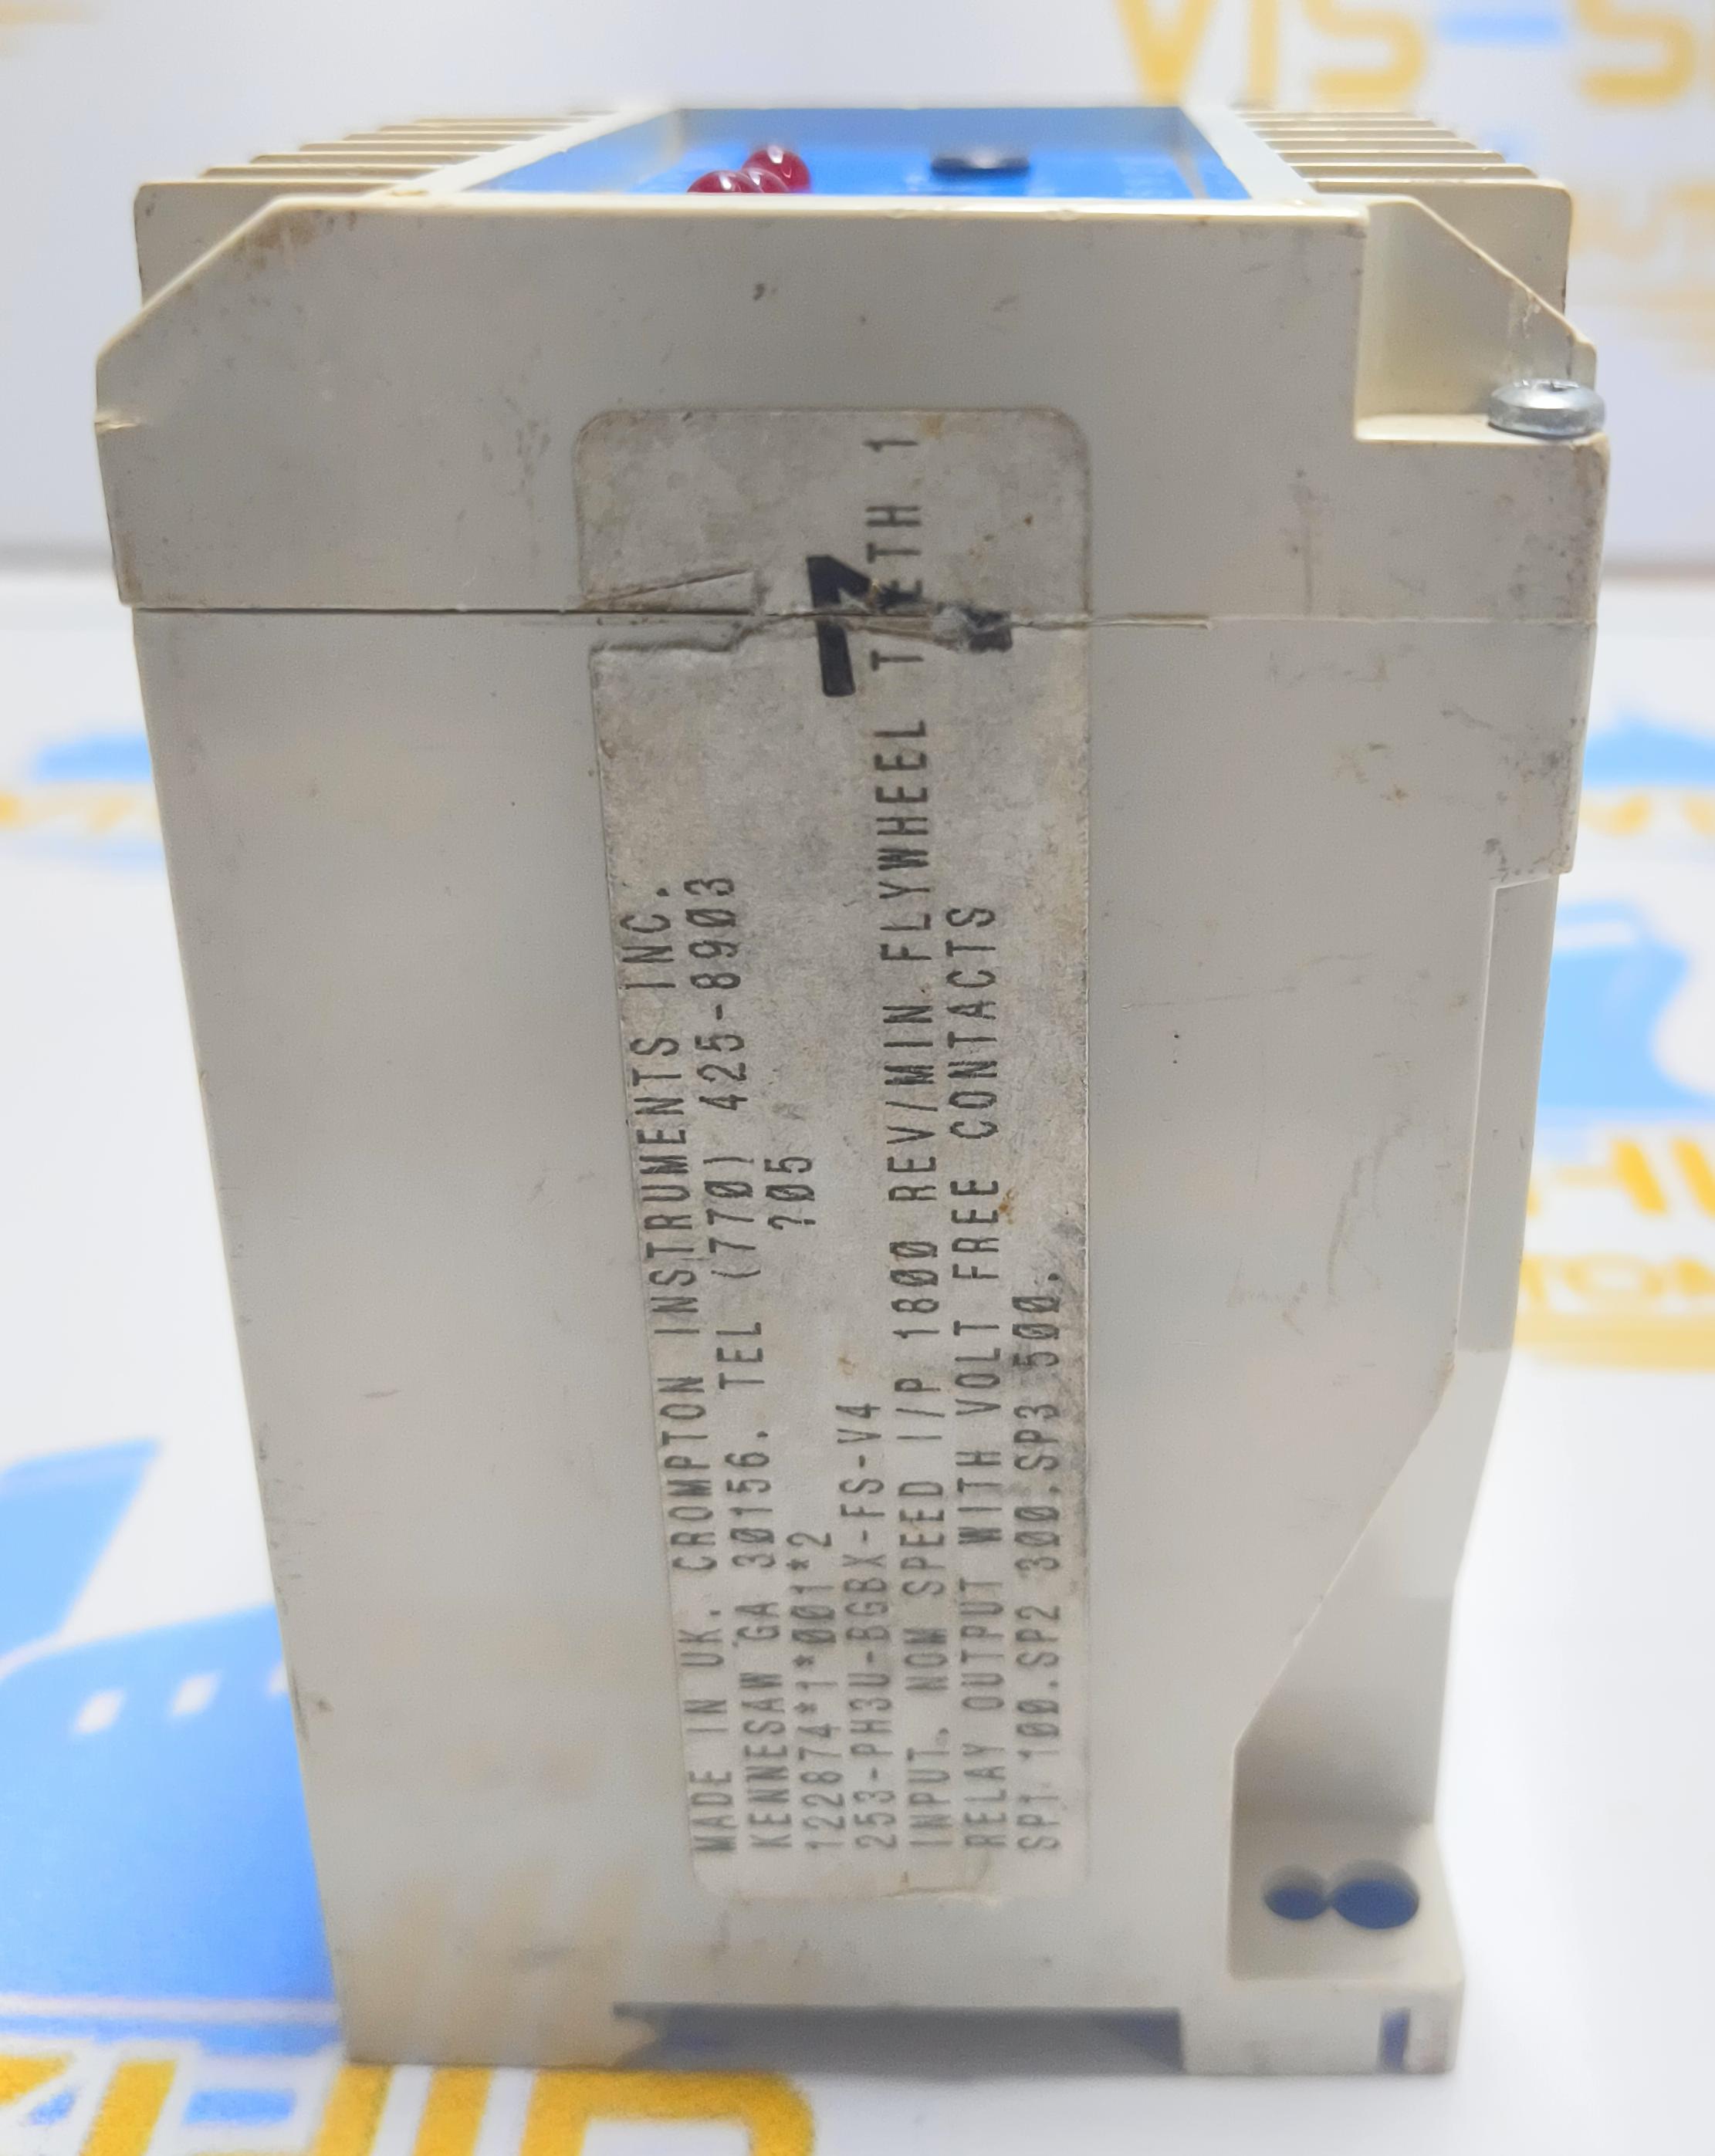 MADE IN UK. CROMPTON INSTRUMENTS INC.
KENNESAW GA 30156. TEL (770) 425-8903
122874*1*001*2 ?05
253-PH3U-BGBX-FS-V4
INPUT. NOM SPEED I/P 1800 REV/MIN FLYWHEEL TEETH 1
RELAY OUTPUT WITH VOLT FREE CONTACTS
SP1 100.SP2 300.SP3 500.
VIS-S